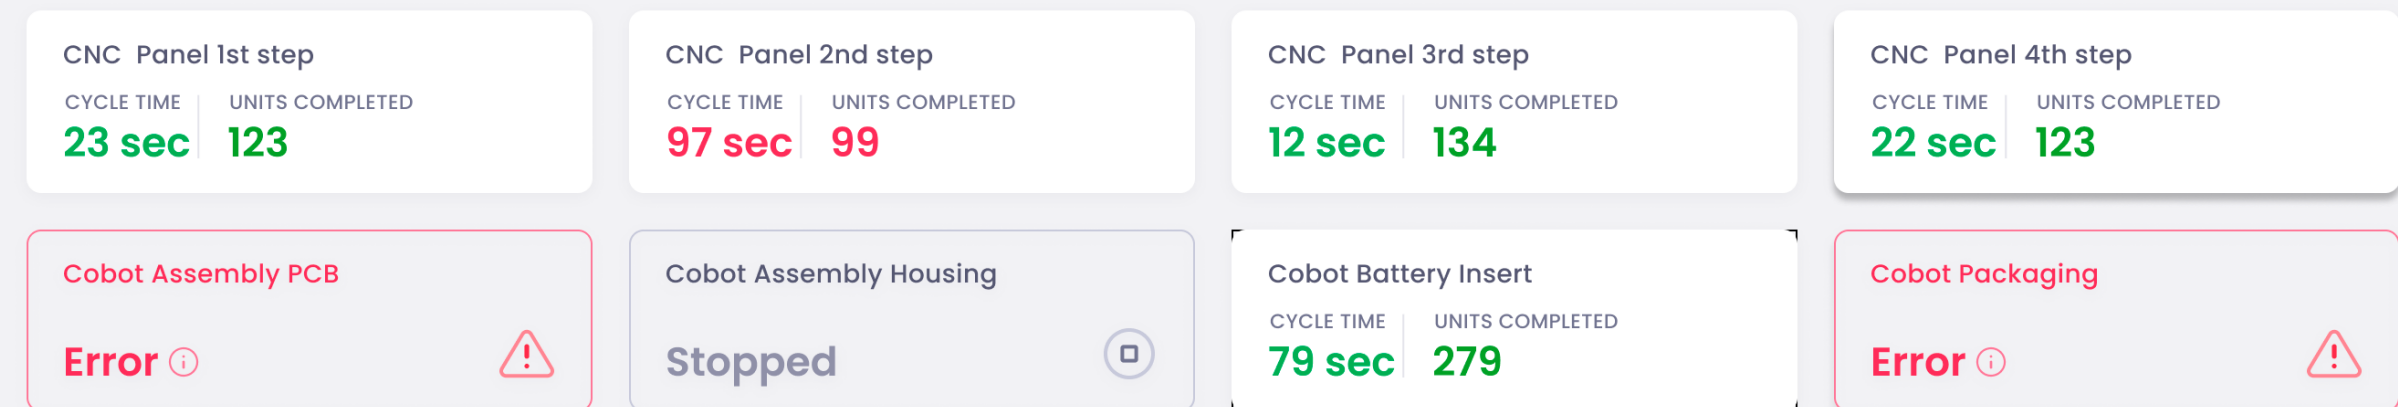 CNC  Panel 1st step
CYCLE TIME
UNITS COMPLETED
23 sec
123
CNC  Panel 2nd step
CYCLE TIME
UNITS COMPLETED
97 sec
99
CNC  Panel 3rd step
CYCLE TIME
UNITS COMPLETED
12 sec
134
CNC  Panel 4th step
CYCLE TIME
UNITS COMPLETED
22 sec
123
Cobot Assembly PCB
Error
Cobot Assembly Housing
Stopped
Cobot Battery Insert
CYCLE TIME
UNITS COMPLETED
79 sec
279
Cobot Packaging
Error